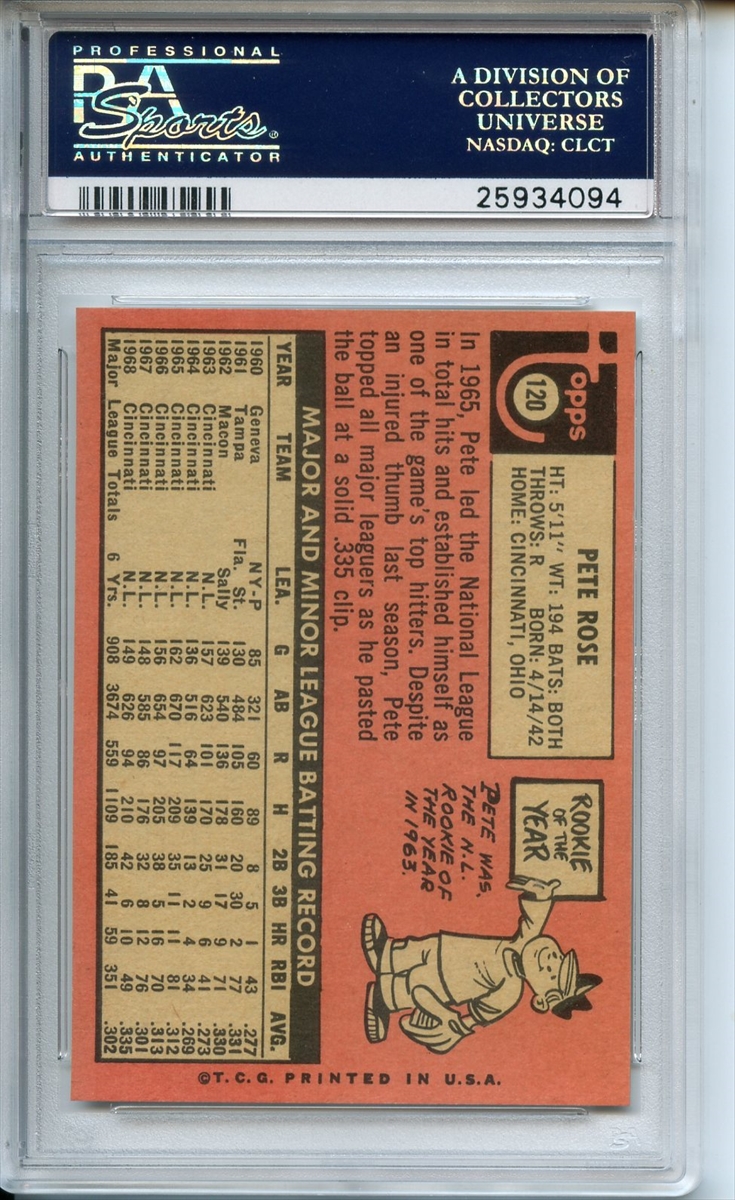 PROFESSIONAL
PSA
Sports®
AUTHENTICATOR
A DIVISION OF
COLLECTORS
UNIVERSE
NASDAQ: CLCT
25934094
Topps
120
PETE ROSE
HT: 5'11" WT: 194 BATS: BOTH
THROWS: R BORN: 4/14/42
HOME: CINCINNATI, OHIO
In 1965, Pete led the National League
in total hits and established himself as
one of the game's top hitters. Despite
an injured thumb last season, Pete
topped all major leaguers as he pasted
the ball at a solid .335 clip.
ROOKIE
OF THE
YEAR
PETE WAS
THE N.L.
ROOKIE OF
THE YEAR
IN 1963.
MAJOR AND MINOR LEAGUE BATTING RECORD
YEAR TEAM LEA. G AB R H 2B 3B HR RBI AVG.
1960 Geneva NY-P 85 321 60 89 8 5 1 43 .277
1961 Tampa Fla. St. 130 484 105 160 20 30 2 77 .331
1962 Macon Sally 139 540 136 178 31 17 9 71 .330
1963 Cincinnati N.L. 157 623 101 170 25 9 6 41 .273
1964 Cincinnati N.L. 136 516 64 139 13 2 4 34 .269
1965 Cincinnati N.L. 162 670 117 209 35 11 11 81 .312
1966 Cincinnati N.L. 156 654 97 205 38 5 16 70 .313
1967 Cincinnati N.L. 148 585 86 176 32 8 12 76 .301
1968 Cincinnati N.L. 149 626 94 210 42 6 10 49 .335
Major League Totals 6 Yrs. 908 3674 559 1109 185 41 59 351 .302
©T.C.G. PRINTED IN U.S.A.